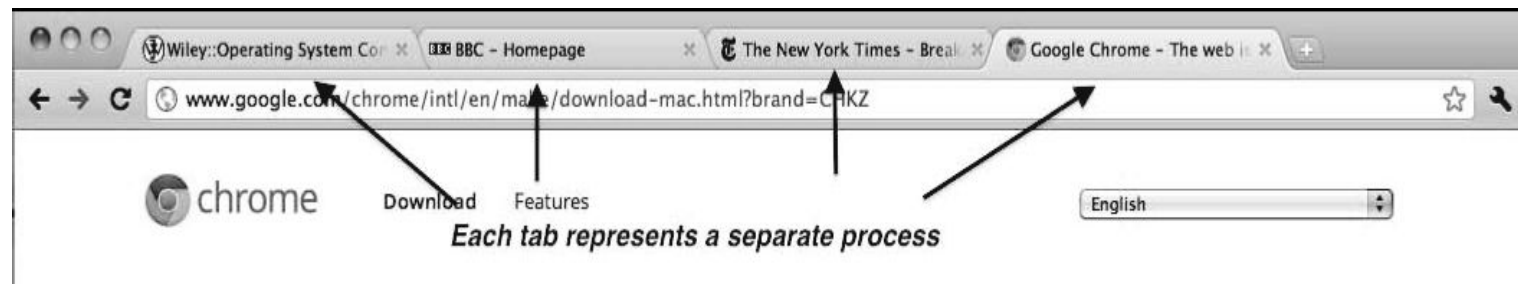 Wiley::Operating System Con BBC - Homepage The New York Times - Break Google Chrome - The web is
www.google.com/chrome/intl/en/make/download-mac.html?brand=CHKZ
chrome Download Features English
Each tab represents a separate process